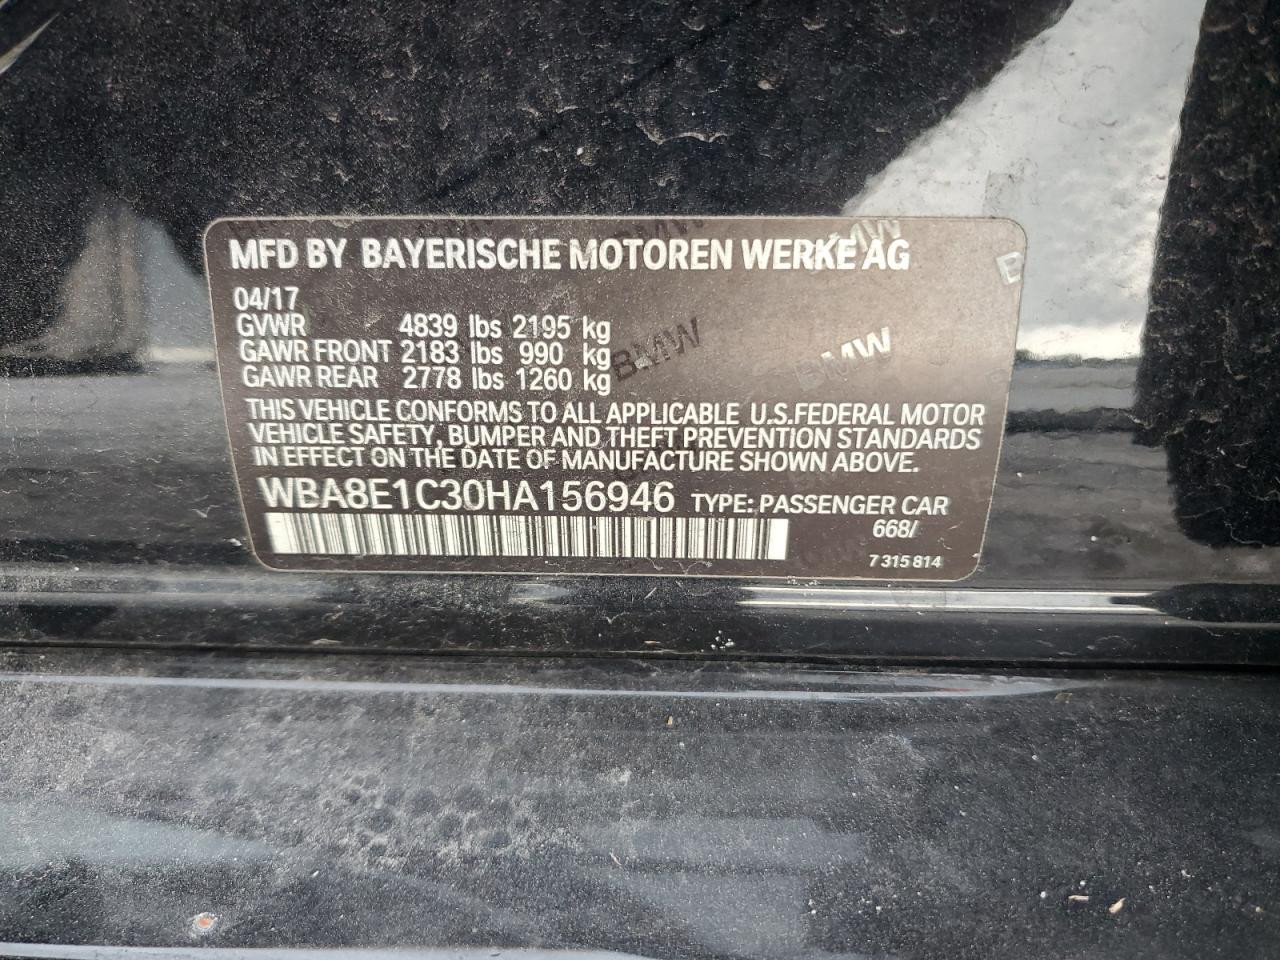 MFD BY BAYERISCHE MOTOREN WERKE AG
04/17
GVWR 4839 lbs 2195 kg
GAWR FRONT 2183 lbs 990 kg
GAWR REAR 2778 lbs 1260 kg
BMW
BMW
THIS VEHICLE CONFORMS TO ALL APPLICABLE U.S.FEDERAL MOTOR
VEHICLE SAFETY, BUMPER AND THEFT PREVENTION STANDARDS
IN EFFECT ON THE DATE OF MANUFACTURE SHOWN ABOVE.
WBA8E1C30HA156946 TYPE: PASSENGER CAR
668/
7 315 814